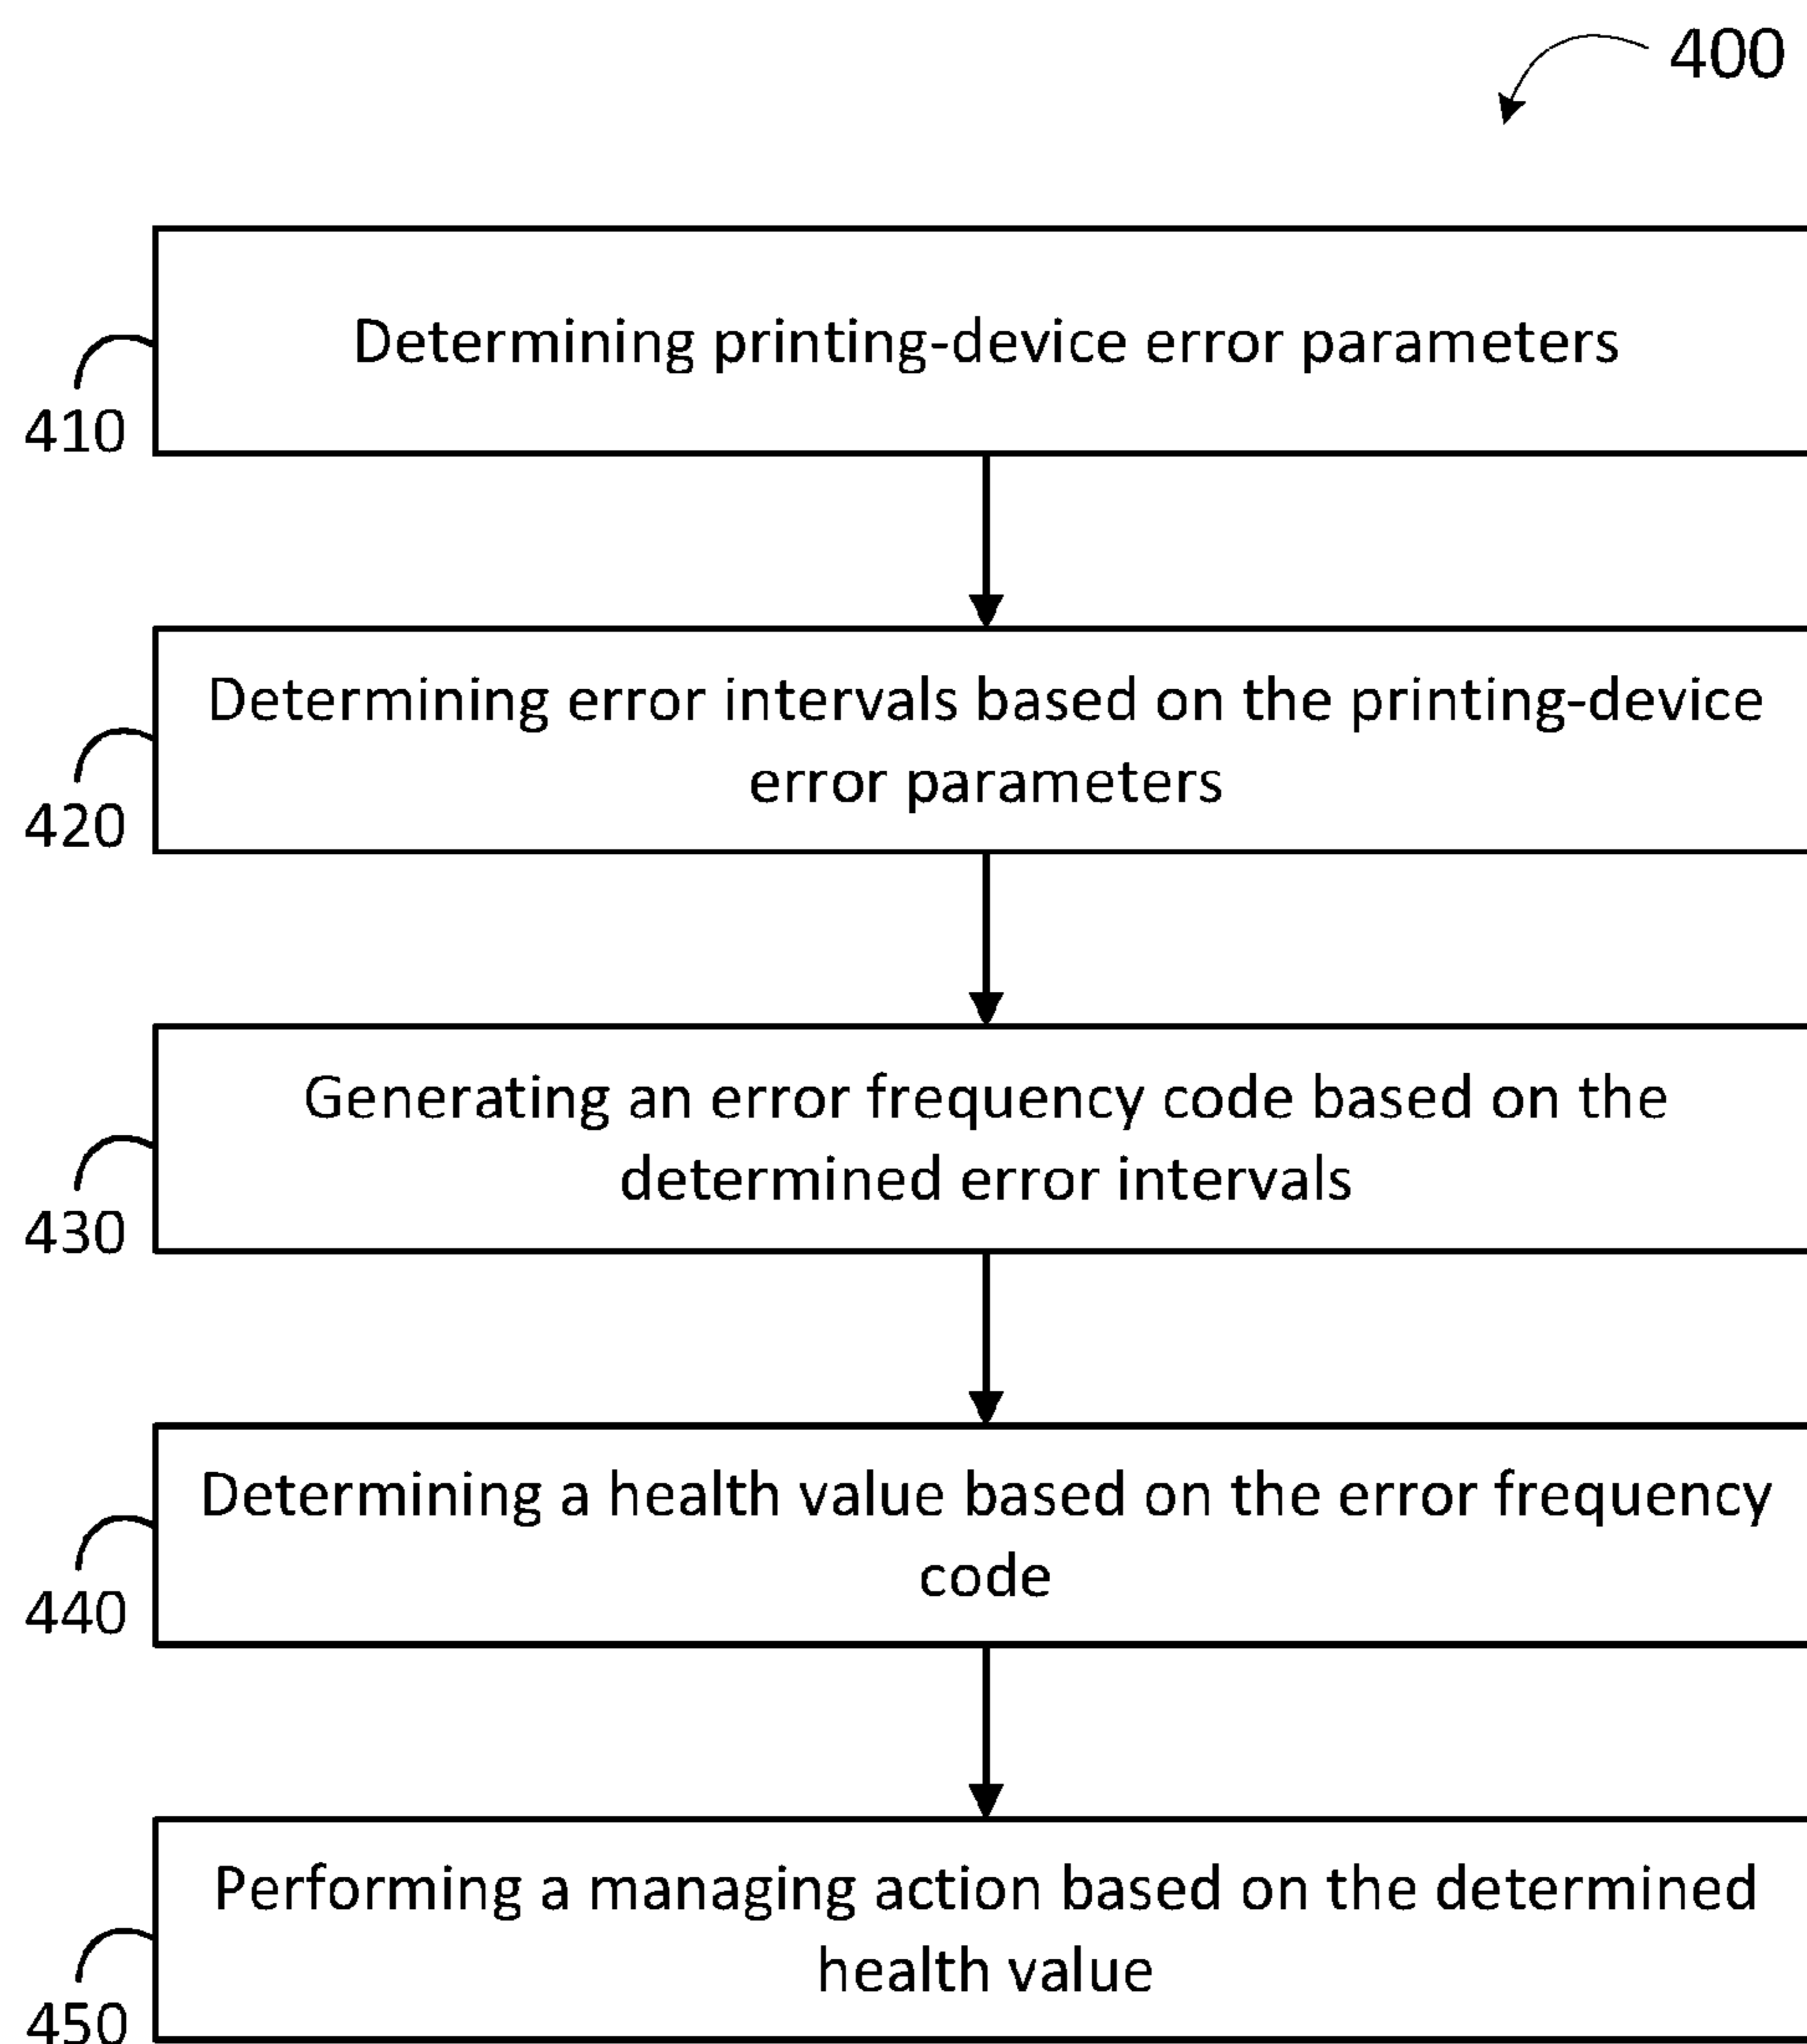 400
Determining printing-device error parameters
410
Determining error intervals based on the printing-device
error parameters
420
Generating an error frequency code based on the
determined error intervals
430
Determining a health value based on the error frequency
code
440
Performing a managing action based on the determined
health value
450